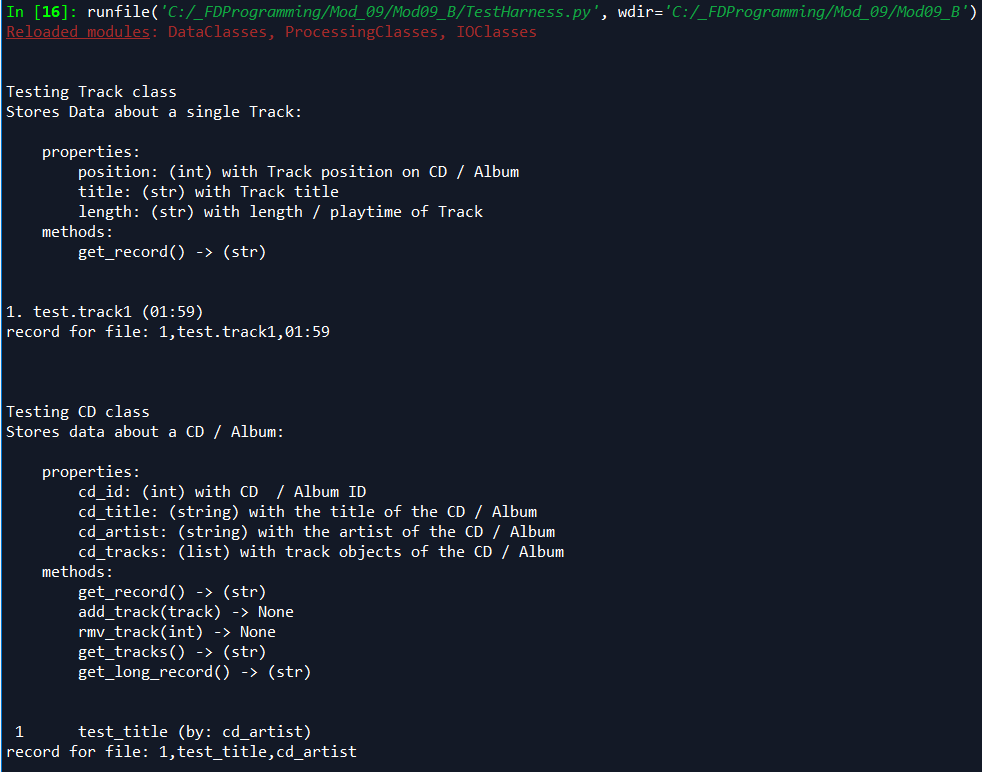 In [16]: runfile('C:/_FDProgramming/Mod_09/Mod09_B/TestHarness.py', wdir='C:/_FDProgramming/Mod_09/Mod09_B')
Reloaded modules: DataClasses, ProcessingClasses, IOClasses
Testing Track class
Stores Data about a single Track:
properties:
position: (int) with Track position on CD / Album
title: (str) with Track title
length: (str) with length / playtime of Track
methods:
get_record() -> (str)
1. test.track1 (01:59)
record for file: 1,test.track1,01:59
Testing CD class
Stores data about a CD / Album:
properties:
cd_id: (int) with CD  / Album ID
cd_title: (string) with the title of the CD / Album
cd_artist: (string) with the artist of the CD / Album
cd_tracks: (list) with track objects of the CD / Album
methods:
get_record() -> (str)
add_track(track) -> None
rmv_track(int) -> None
get_tracks() -> (str)
get_long_record() -> (str)
1      test_title (by: cd_artist)
record for file: 1,test_title,cd_artist